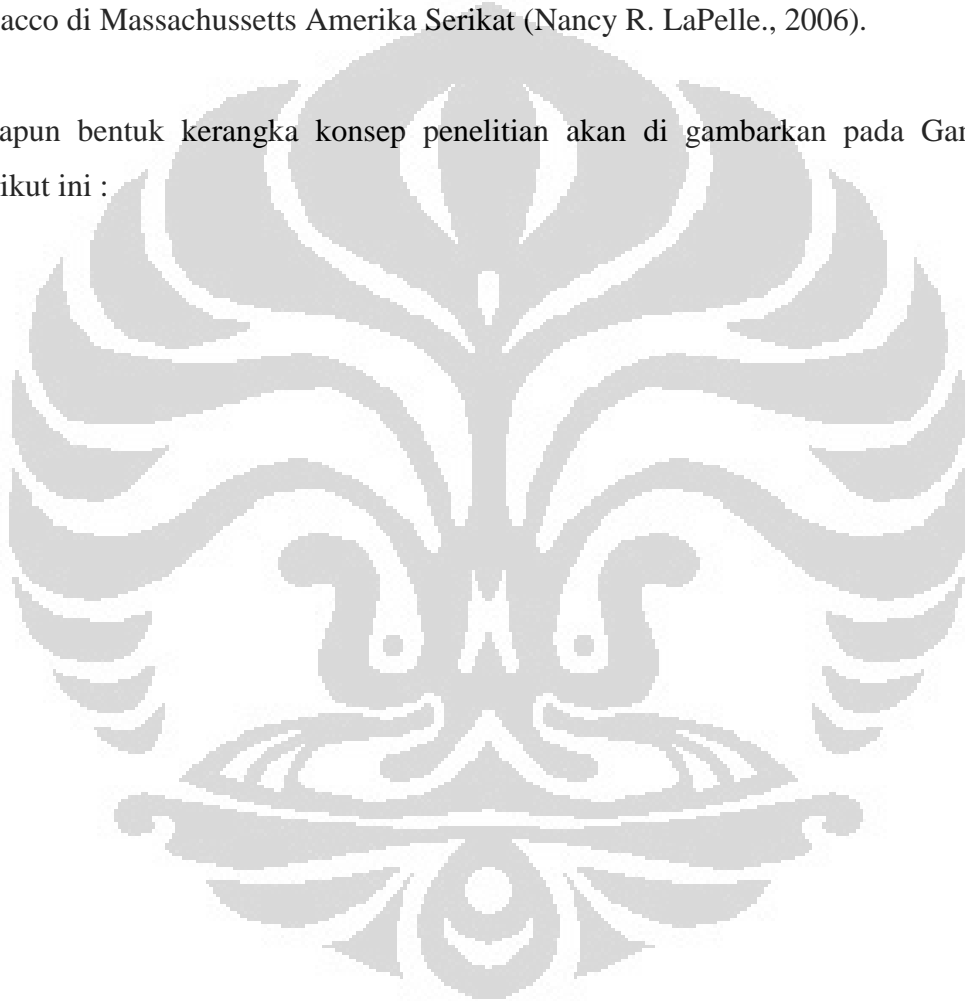 acco di Massachussetts Amerika Serikat (Nancy R. LaPelle., 2006).
apun bentuk kerangka konsep penelitian akan di gambarkan pada Gar
ikut ini :